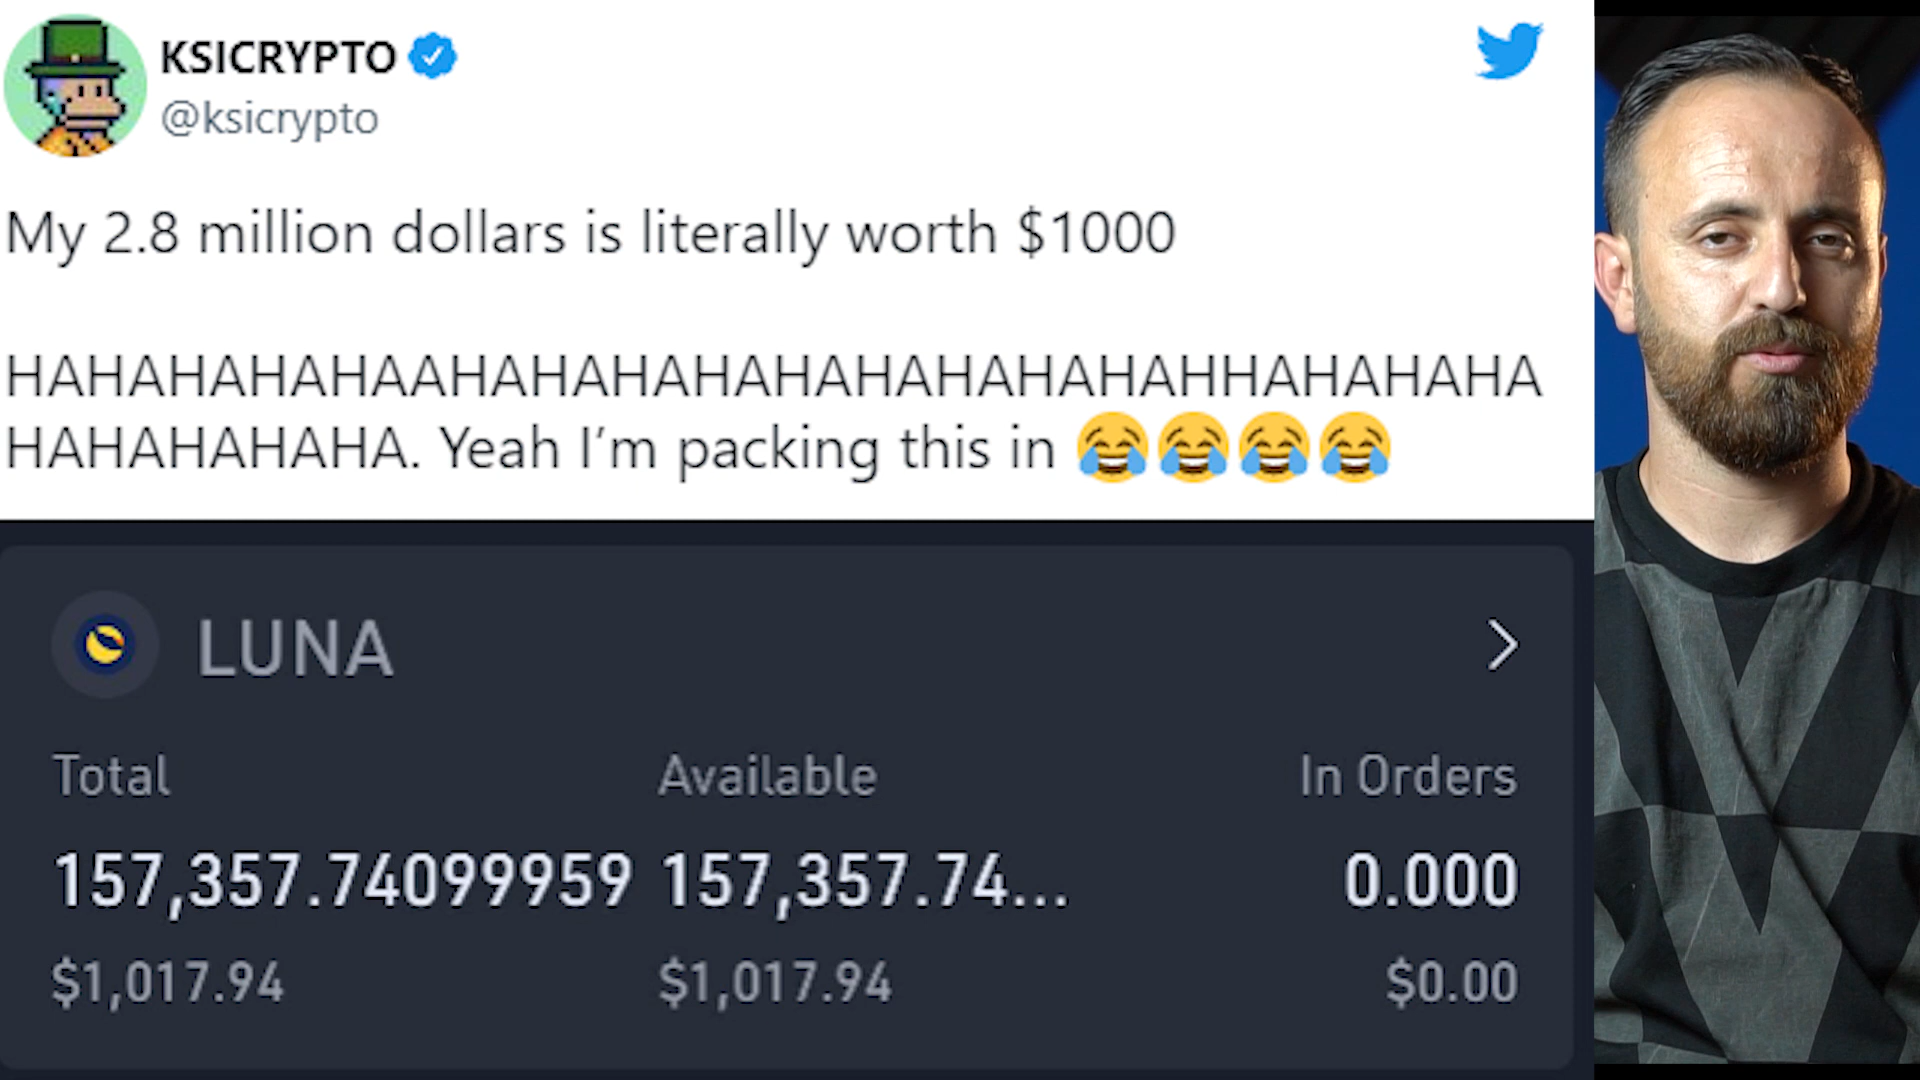 KSICRYPTO
@ksicrypto
My 2.8 million dollars is literally worth $1000
HAHAHAHAHAAHAHAHAHAHAHAHAHAHAHHAHAHAHA
HAHAHAHAHA. Yeah I’m packing this in 😂😂😂😂
LUNA
Total Available In Orders
157,357.74099959 157,357.74... 0.000
$1,017.94 $1,017.94 $0.00